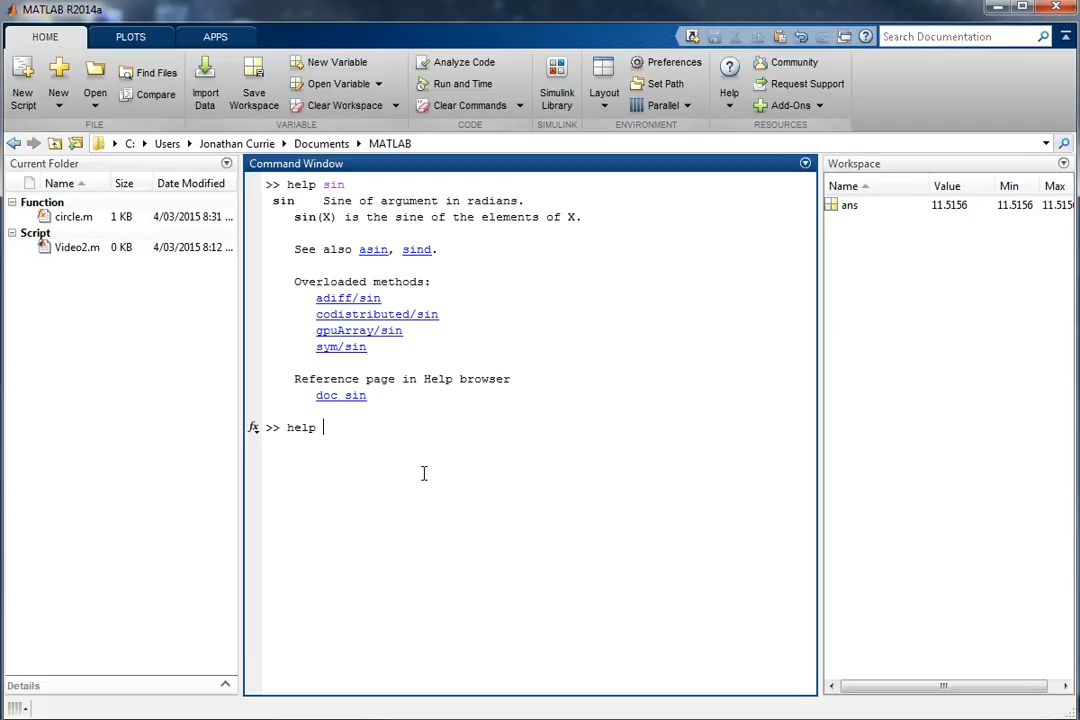 MATLAB R2014a
HOME
PLOTS
APPS
Search Documentation
New Script
New
Open
Find Files
Compare
Import Data
Save Workspace
New Variable
Open Variable
Clear Workspace
Analyze Code
Run and Time
Clear Commands
Simulink Library
Layout
Preferences
Set Path
Parallel
Help
Community
Request Support
Add-Ons
FILE
VARIABLE
CODE
SIMULINK
ENVIRONMENT
RESOURCES
C: Users Jonathan Currie Documents MATLAB
Current Folder
Name Size Date Modified
Function
circle.m 1 KB 4/03/2015 8:31 ...
Script
Video2.m 0 KB 4/03/2015 8:12 ...
Details
Command Window
>> help sin
sin Sine of argument in radians.
sin(X) is the sine of the elements of X.
See also asin, sind.
Overloaded methods:
adiff/sin
codistributed/sin
gpuArray/sin
sym/sin
Reference page in Help browser
doc sin
fx >> help
Workspace
Name Value Min Max
ans 11.5156 11.5156 11.515